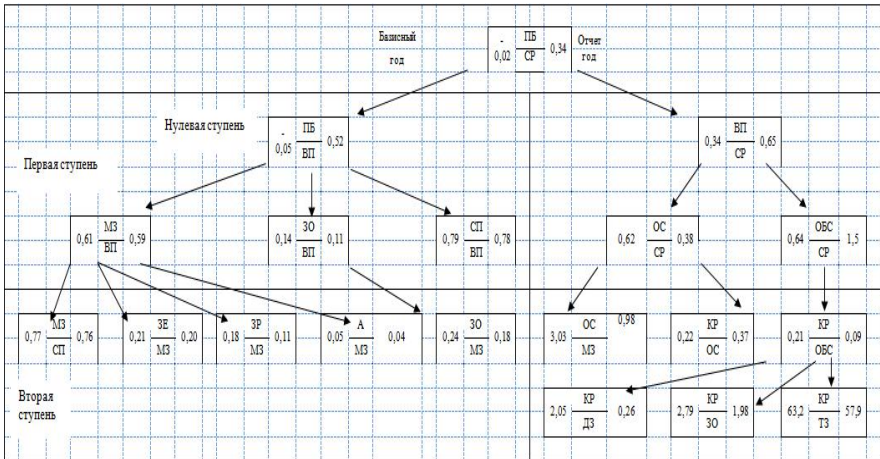 Базисный
год
-
0,02
ПБ
СР
0,34
Отчет
год
Нулевая ступень
-
0,05
ПБ
ВП
0,52
0,34
ВП
СР
0,65
Первая ступень
0,61
МЗ
ВП
0,59
0,14
ЗО
ВП
0,11
0,79
СП
ВП
0,78
0,62
ОС
СР
0,38
0,64
ОБС
СР
1,5
0,77
МЗ
СП
0,76
0,21
ЗЕ
МЗ
0,20
0,18
ЗР
МЗ
0,11
0,05
А
МЗ
0,04
0,24
ЗО
МЗ
0,18
3,03
ОС
МЗ
0,98
0,22
КР
ОС
0,37
0,21
КР
ОБС
0,09
Вторая
ступень
2,05
КР
ДЗ
0,26
2,79
КР
ЗО
1,98
63,2
КР
ТЗ
57,9